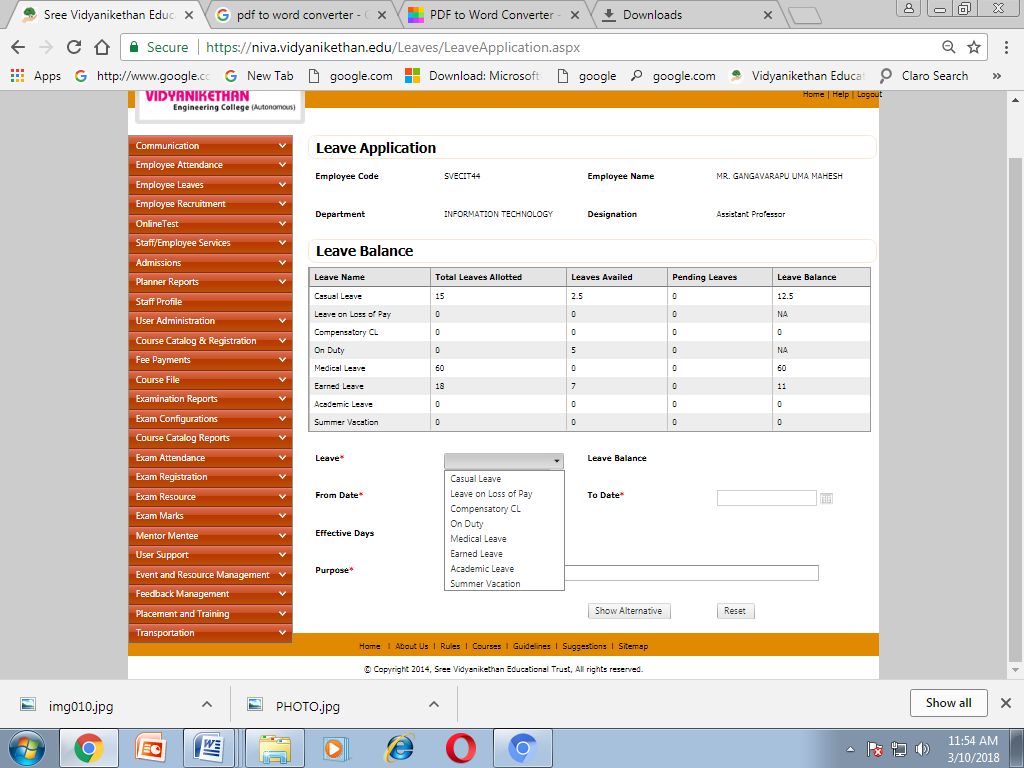 Sree Vidyanikethan Educ
pdf to word converter - G
PDF to Word Converter -
Downloads
Secure https://niva.vidyanikethan.edu/Leaves/LeaveApplication.aspx
Apps http://www.google.cc New Tab google.com Download: Microsoft google google.com Vidyanikethan Educat Claro Search »
VIDYANIKETHAN
Engineering College (Autonomous)
Home | Help | Logout
Communication
Employee Attendance
Employee Leaves
Employee Recruitment
OnlineTest
Staff/Employee Services
Admissions
Planner Reports
Staff Profile
User Administration
Course Catalog & Registration
Fee Payments
Course File
Examination Reports
Exam Configurations
Course Catalog Reports
Exam Attendance
Exam Registration
Exam Resource
Exam Marks
Mentor Mentee
User Support
Event and Resource Management
Feedback Management
Placement and Training
Transportation
Leave Application
Employee Code SVECIT44 Employee Name MR. GANGAVARAPU UMA MAHESH
Department INFORMATION TECHNOLOGY Designation Assistant Professor
Leave Balance
Leave Name Total Leaves Allotted Leaves Availed Pending Leaves Leave Balance
Casual Leave 15 2.5 0 12.5
Leave on Loss of Pay 0 0 0 NA
Compensatory CL 0 0 0 0
On Duty 0 5 0 NA
Medical Leave 60 0 0 60
Earned Leave 18 7 0 11
Academic Leave 0 0 0 0
Summer Vacation 0 0 0 0
Leave* Leave Balance
Casual Leave
Leave on Loss of Pay
Compensatory CL
On Duty
Medical Leave
Earned Leave
Academic Leave
Summer Vacation
From Date* To Date*
Effective Days
Purpose*
Show Alternative Reset
Home | About Us | Rules | Courses | Guidelines | Suggestions | Sitemap
© Copyright 2014, Sree Vidyanikethan Educational Trust, All rights reserved.
img010.jpg PHOTO.jpg Show all
11:54 AM
3/10/2018